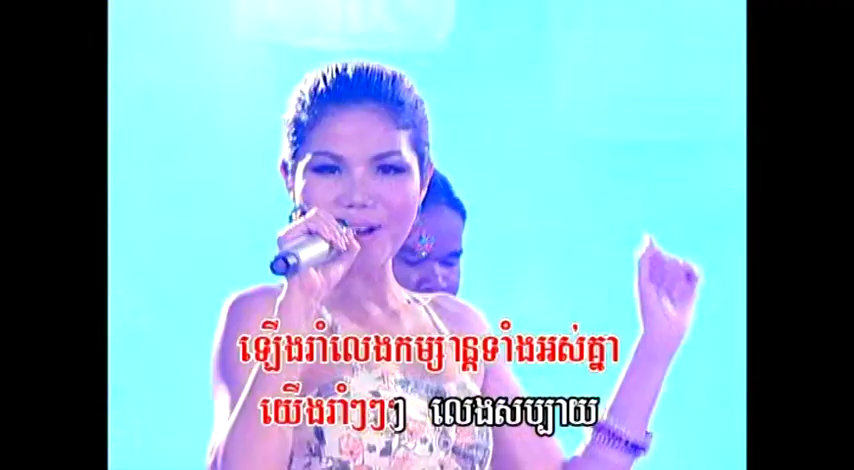 ឡើងរាំលេងកម្សាន្តទាំងអស់គ្នា
យើងរាំៗៗៗ លេងសប្បាយ